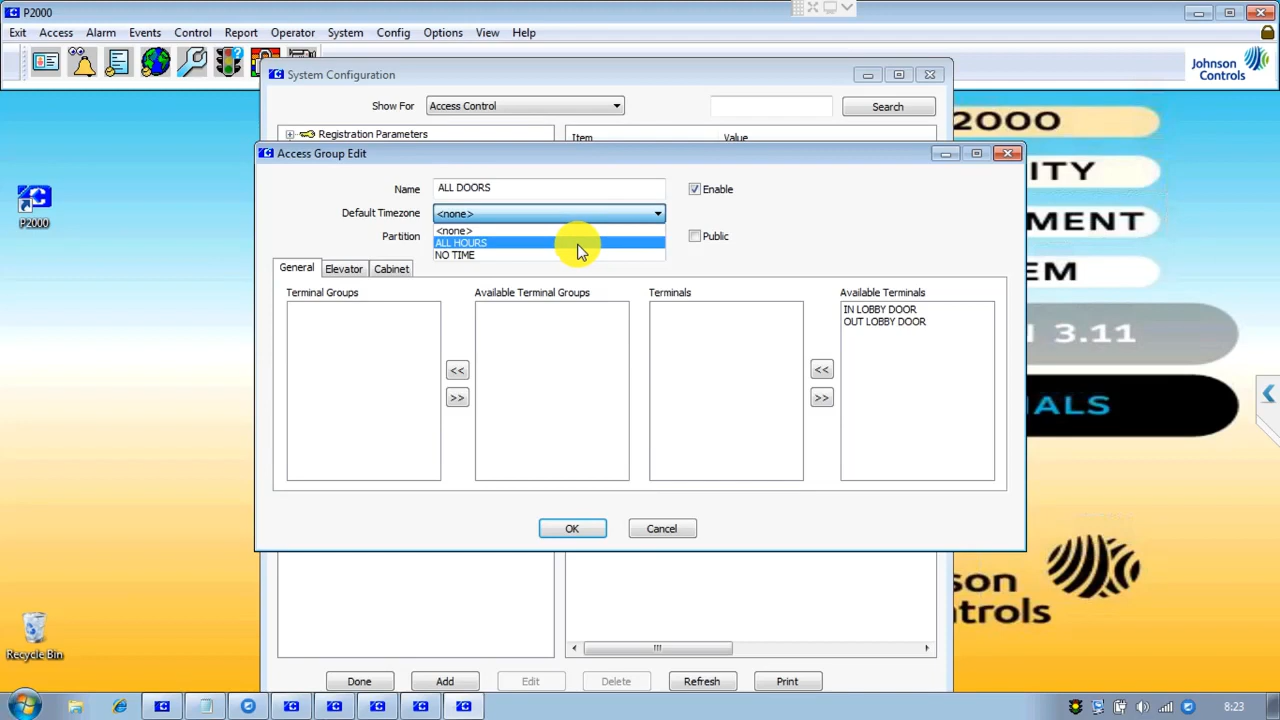 P2000
Exit Access Alarm Events Control Report Operator System Config Options View Help
Johnson
Controls
System Configuration
Show For Access Control Search
Registration Parameters Item Value
Access Group Edit
Name ALL DOORS Enable
Default Timezone <none>
<none>
Partition ALL HOURS Public
NO TIME
General Elevator Cabinet
Terminal Groups Available Terminal Groups Terminals Available Terminals
IN LOBBY DOOR
OUT LOBBY DOOR
<< <<
>> >>
OK Cancel
Done Add Edit Delete Refresh Print
P2000
Recycle Bin
2000
ITY
MENT
EM
3.11
ALS
son
ntrols
8:23